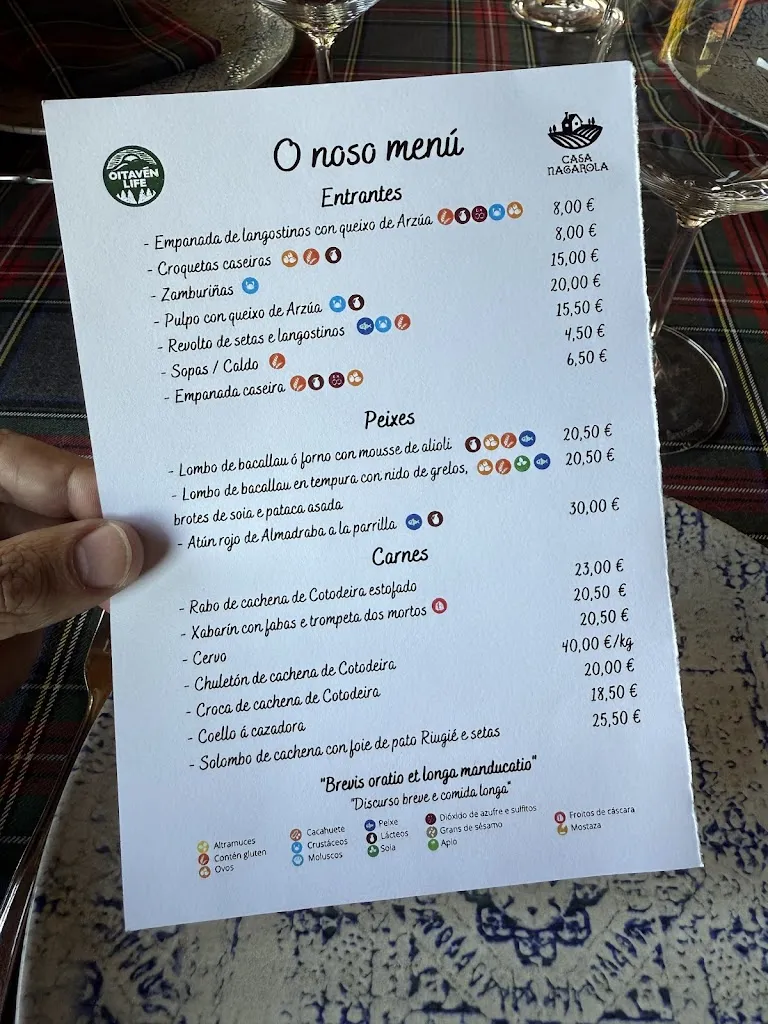 OITAVÉN
LIFE
O noso menú
CASA
NAGAROLA
Entrantes
- Empanada de langostinos con queixo de Arzúa 8,00 €
- Croquetas caseiras 8,00 €
- Zamburiñas 15,00 €
- Pulpo con queixo de Arzúa 20,00 €
- Revolto de setas e langostinos 15,50 €
- Sopas / Caldo 4,50 €
- Empanada caseira 6,50 €
Peixes
- Lombo de bacallau ó forno con mousse de alioli 20,50 €
- Lombo de bacallau en tempura con nido de grelos, 20,50 €
brotes de soia e pataca asada
- Atún rojo de Almadraba a la parrilla 30,00 €
Carnes
- Rabo de cachena de Cotodeira estofado 23,00 €
- Xabarín con fabas e trompeta dos mortos 20,50 €
- Cervo 20,50 €
- Chuletón de cachena de Cotodeira 40,00 €/kg
- Croca de cachena de Cotodeira 20,00 €
- Coello á cazadora 18,50 €
- Solombo de cachena con foie de pato Riugié e setas 25,50 €
"Brevis oratio et longa manducatio"
"Discurso breve e comida longa"
Altramuces
Contén gluten
Ovos
Cacahuete
Crustáceos
Moluscos
Peixe
Lácteos
Soia
Dióxido de azufre e sulfitos
Grans de sésamo
Apio
Froitos de cáscara
Mostaza